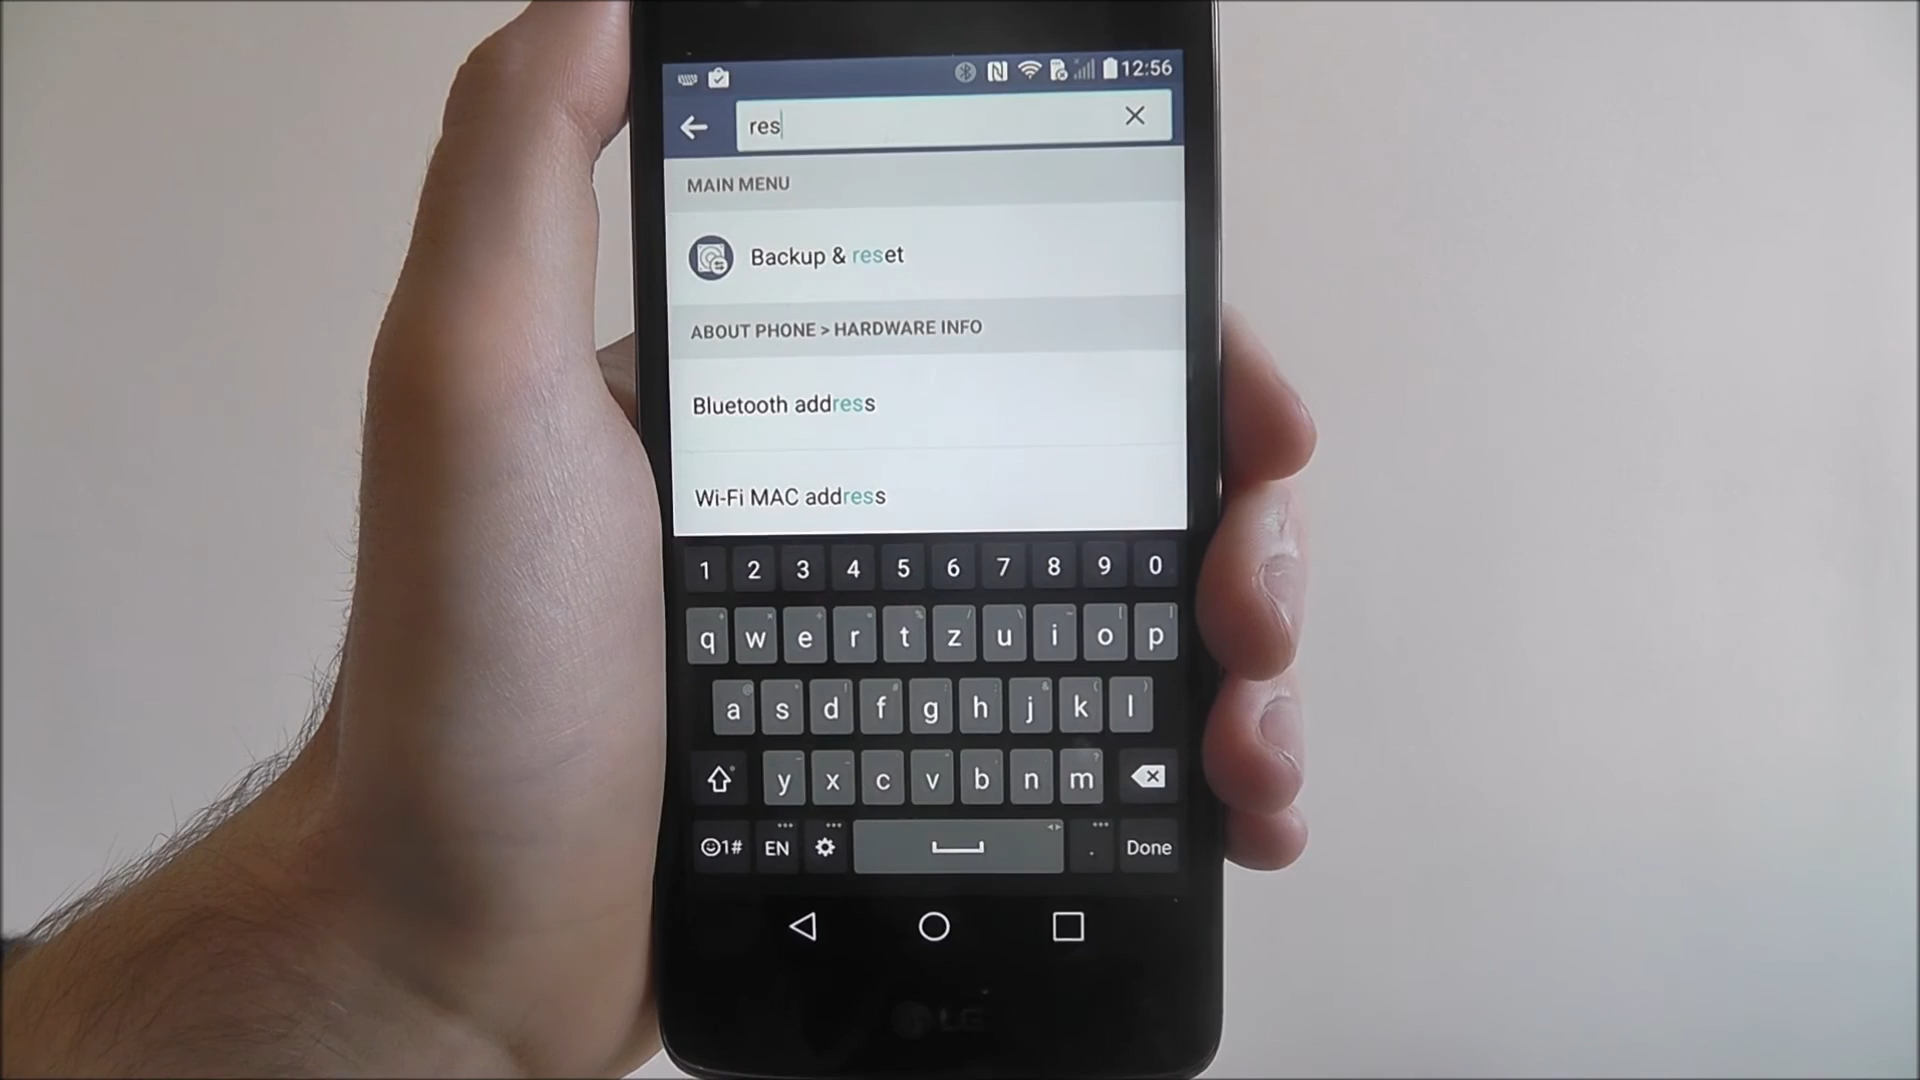 12:56
res
MAIN MENU
Backup & reset
ABOUT PHONE > HARDWARE INFO
Bluetooth address
Wi-Fi MAC address
1 2 3 4 5 6 7 8 9 0
q w e r t z u i o p
a s d f g h j k l
y x c v b n m
1# EN . Done
LG